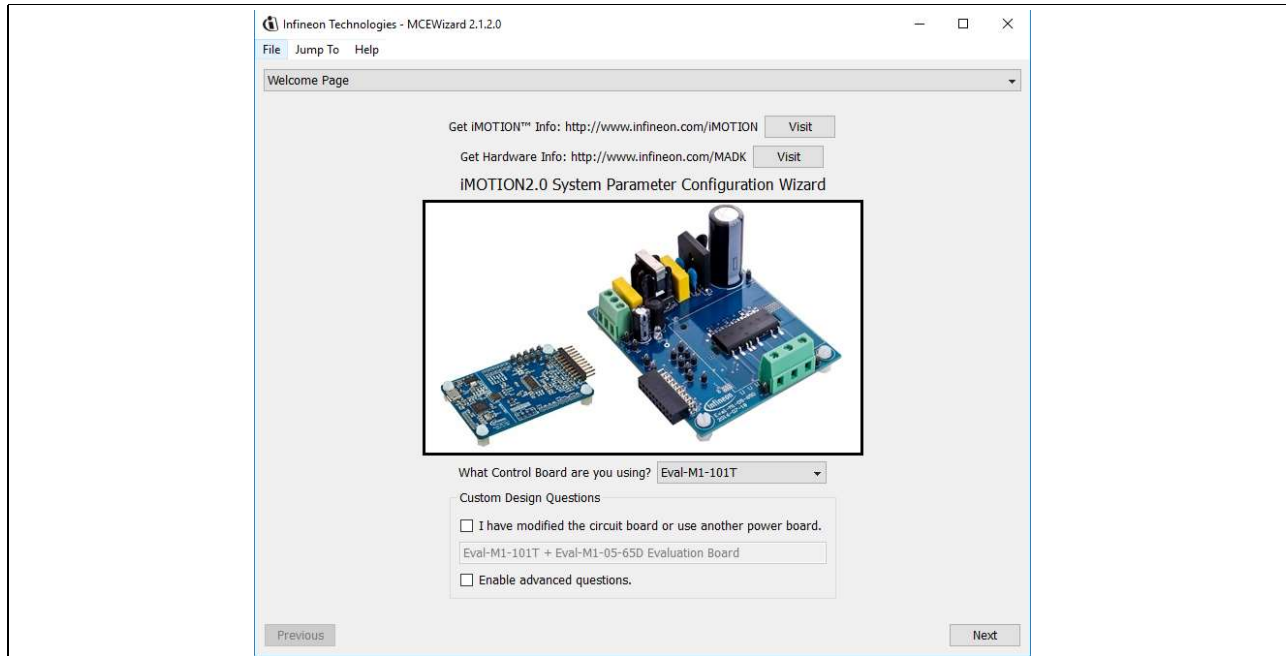 Infineon Technologies - MCEWizard 2.1.2.0
File Jump To Help
Welcome Page
Get iMOTION™ Info: http://www.infineon.com/iMOTION Visit
Get Hardware Info: http://www.infineon.com/MADK Visit
iMOTION2.0 System Parameter Configuration Wizard
infineon
What Control Board are you using? Eval-M1-101T
Custom Design Questions
I have modified the circuit board or use another power board.
Eval-M1-101T + Eval-M1-05-65D Evaluation Board
Enable advanced questions.
Previous Next